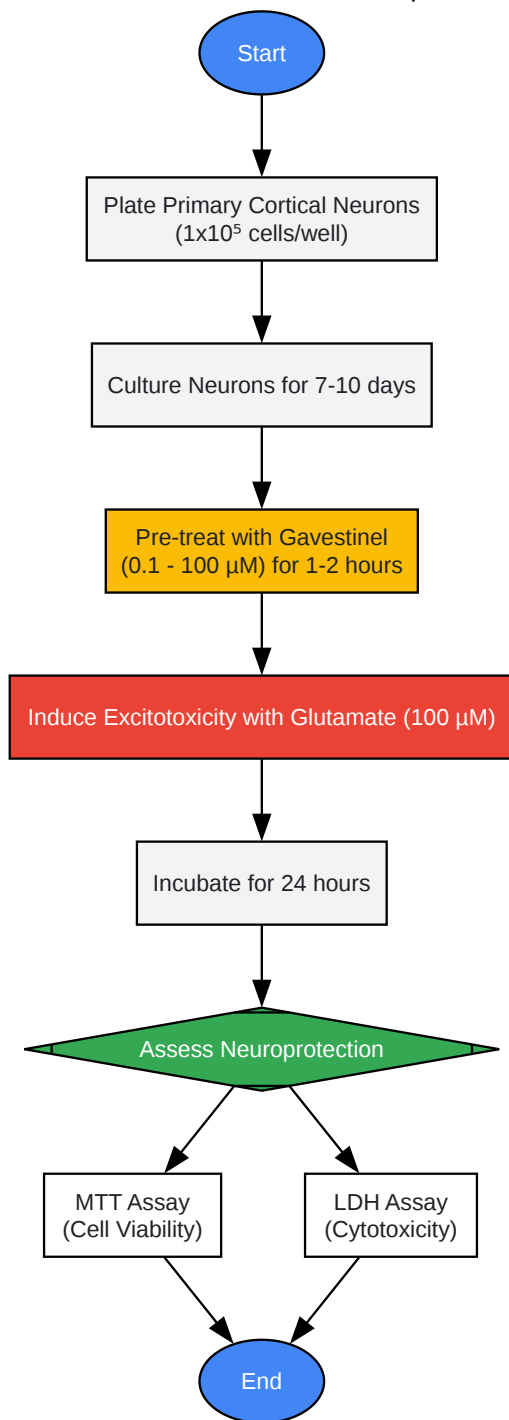 Start
Plate Primary Cortical Neurons
(1x10⁵ cells/well)
Culture Neurons for 7-10 days
Pre-treat with Gavestinel
(0.1 - 100 µM) for 1-2 hours
Induce Excitotoxicity with Glutamate (100 µM)
Incubate for 24 hours
Assess Neuroprotection
MTT Assay
(Cell Viability)
LDH Assay
(Cytotoxicity)
End